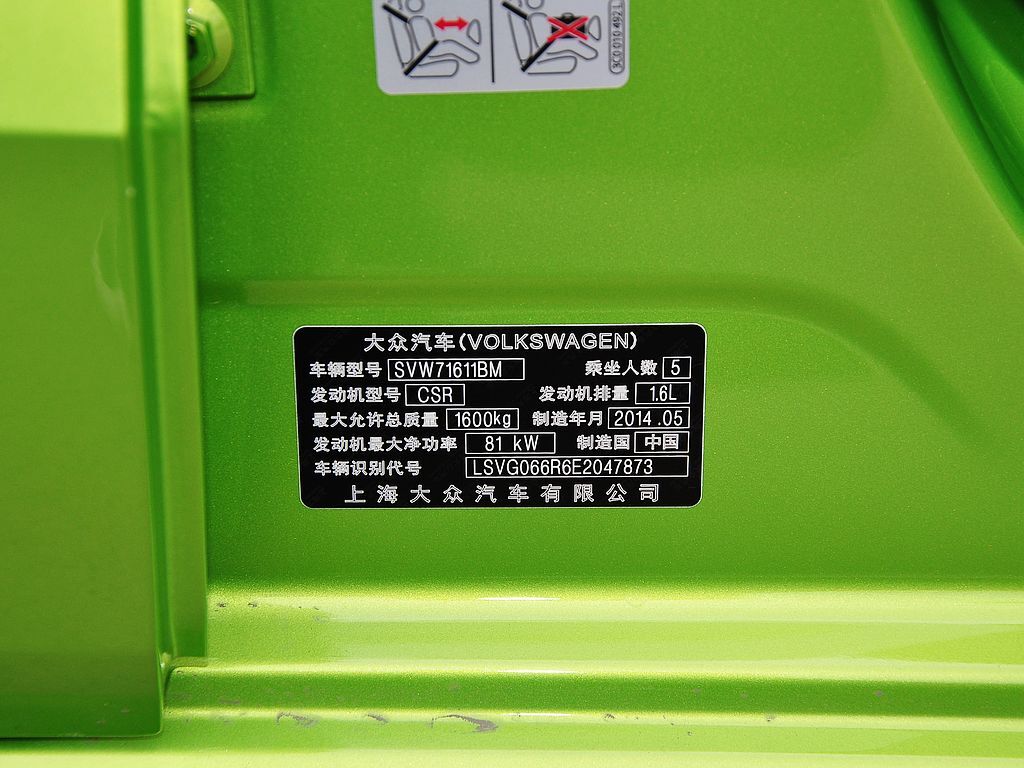 3C0 010 492
大众汽车(VOLKSWAGEN)
车辆型号 SVW71611BM 乘坐人数 5
发动机型号 CSR 发动机排量 1.6L
最大允许总质量 1600kg 制造年月 2014.05
发动机最大净功率 81 kW 制造国 中国
车辆识别代号 LSVG066R6E2047873
上海大众汽车有限公司